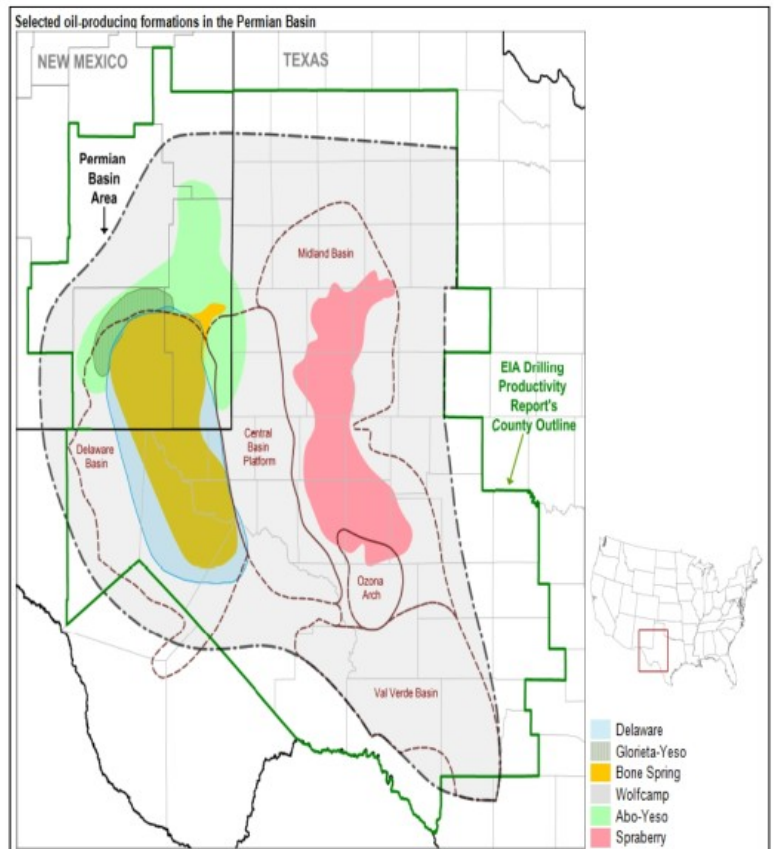 Selected oil-producing formations in the Permian Basin
NEW MEXICO
TEXAS
Permian
Basin
Area
Midland Basin
EIA Drilling
Productivity
Report's
County Outline
Delaware
Basin
Central
Basin
Platform
Ozona
Arch
Val Verde Basin
Delaware
Glorieta-Yeso
Bone Spring
Wolfcamp
Abo-Yeso
Spraberry